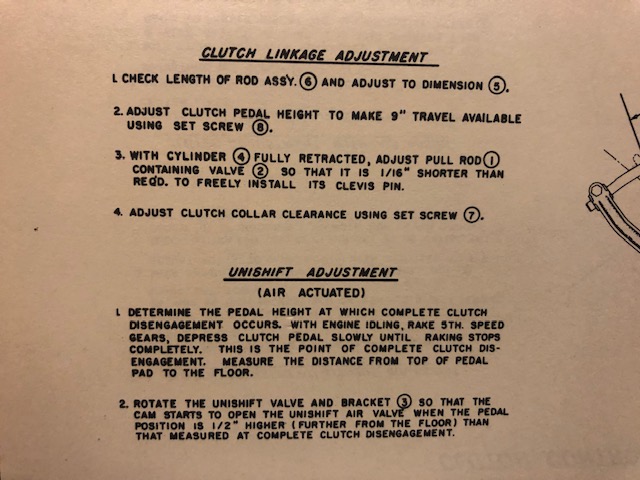 CLUTCH LINKAGE ADJUSTMENT
1. CHECK LENGTH OF ROD ASS'Y. ⑥ AND ADJUST TO DIMENSION ⑤.
2. ADJUST CLUTCH PEDAL HEIGHT TO MAKE 9" TRAVEL AVAILABLE
USING SET SCREW ⑧.
3. WITH CYLINDER ④ FULLY RETRACTED, ADJUST PULL ROD ①
CONTAINING VALVE ② SO THAT IT IS 1/16" SHORTER THAN
REQ'D. TO FREELY INSTALL ITS CLEVIS PIN.
4. ADJUST CLUTCH COLLAR CLEARANCE USING SET SCREW ⑦.
UNISHIFT ADJUSTMENT
(AIR ACTUATED)
1. DETERMINE THE PEDAL HEIGHT AT WHICH COMPLETE CLUTCH
DISENGAGEMENT OCCURS. WITH ENGINE IDLING, RAKE 5TH. SPEED
GEARS, DEPRESS CLUTCH PEDAL SLOWLY UNTIL RAKING STOPS
COMPLETELY. THIS IS THE POINT OF COMPLETE CLUTCH DIS-
ENGAGEMENT. MEASURE THE DISTANCE FROM TOP OF PEDAL
PAD TO THE FLOOR.
2. ROTATE THE UNISHIFT VALVE AND BRACKET ③ SO THAT THE
CAM STARTS TO OPEN THE UNISHIFT AIR VALVE WHEN THE PEDAL
POSITION IS 1/2" HIGHER (FURTHER FROM THE FLOOR) THAN
THAT MEASURED AT COMPLETE CLUTCH DISENGAGEMENT.